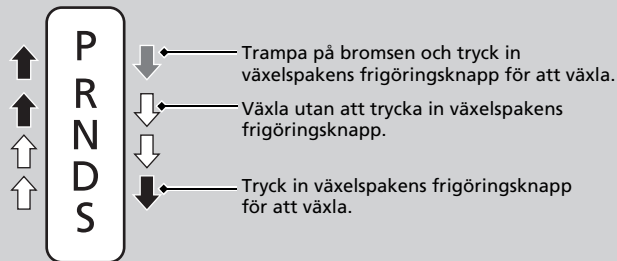 P
R
N
D
S
Trampa på bromsen och tryck in
växelspakens frigöringsknapp för att växla.
Växla utan att trycka in växelspakens
frigöringsknapp.
Tryck in växelspakens frigöringsknapp
för att växla.